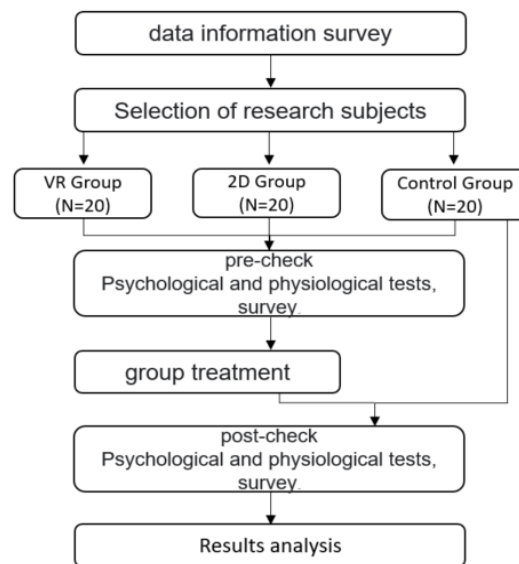 data information survey
Selection of research subjects
VR Group
(N=20)
2D Group
(N=20)
Control Group
(N=20)
pre-check
Psychological and physiological tests,
survey.
group treatment
post-check
Psychological and physiological tests,
survey.
Results analysis